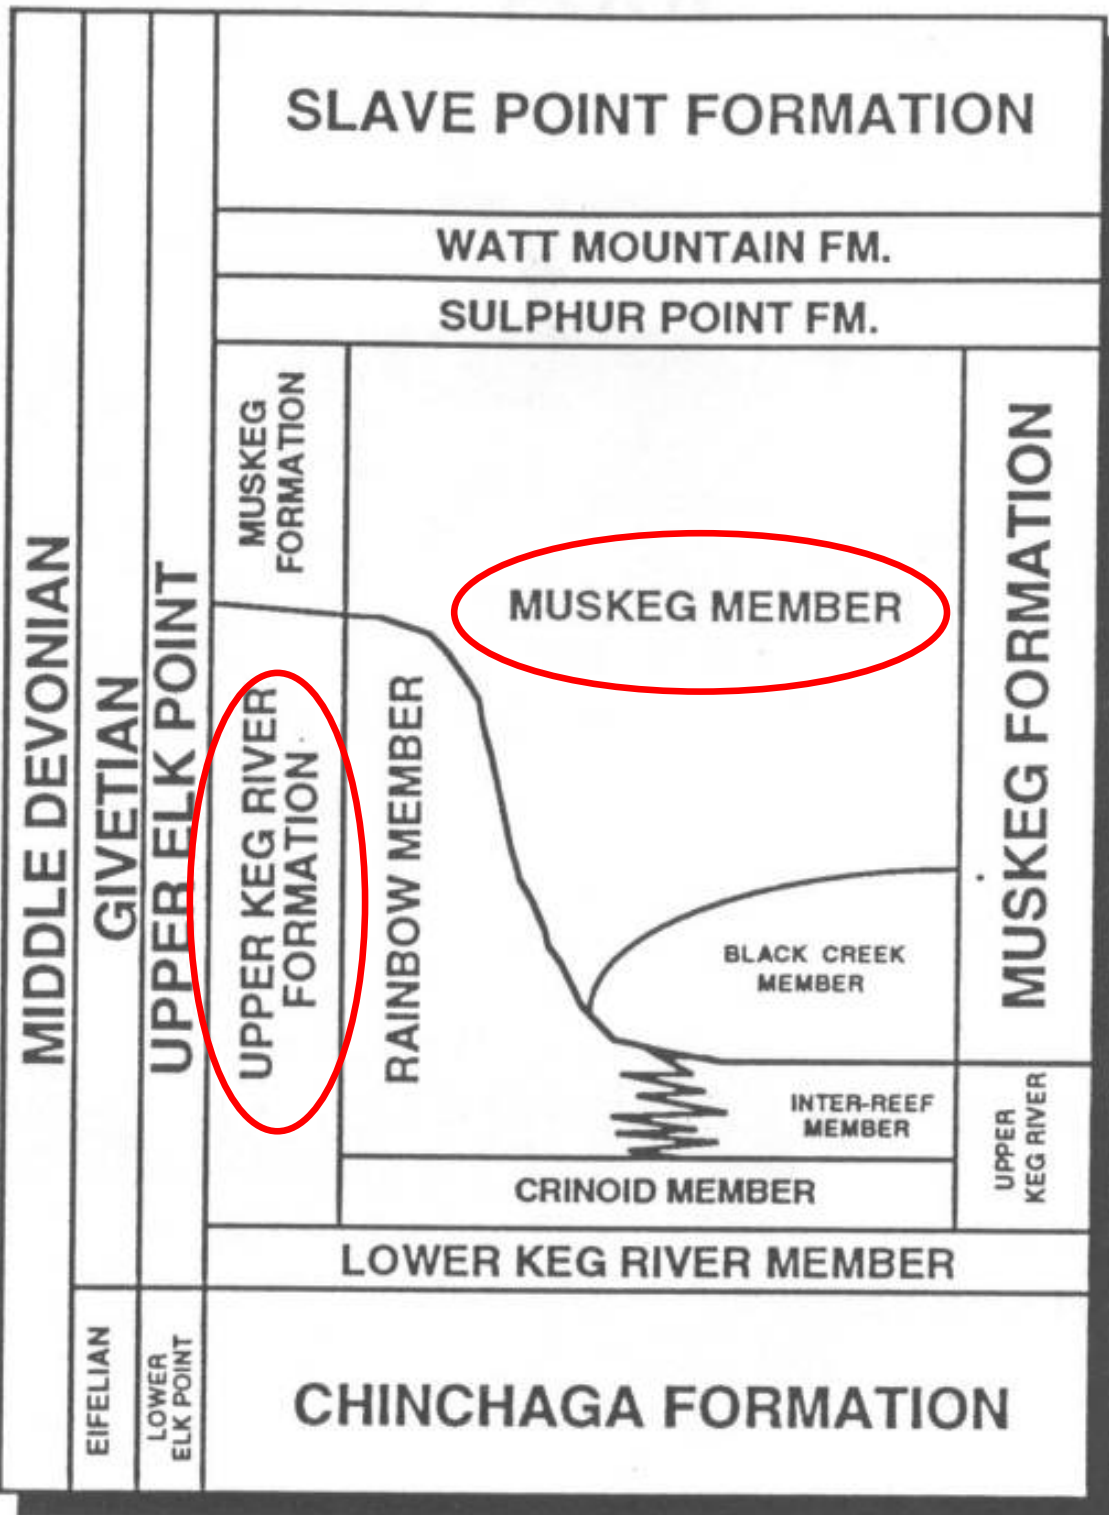 SLAVE POINT FORMATION
WATT MOUNTAIN FM.
SULPHUR POINT FM.
MIDDLE DEVONIAN
GIVETIAN
UPPER ELK POINT
MUSKEG
FORMATION
UPPER KEG RIVER
FORMATION
RAINBOW MEMBER
MUSKEG MEMBER
BLACK CREEK
MEMBER
INTER-REEF
MEMBER
CRINOID MEMBER
MUSKEG FORMATION
UPPER
KEG RIVER
LOWER KEG RIVER MEMBER
EIFELIAN
LOWER
ELK POINT
CHINCHAGA FORMATION